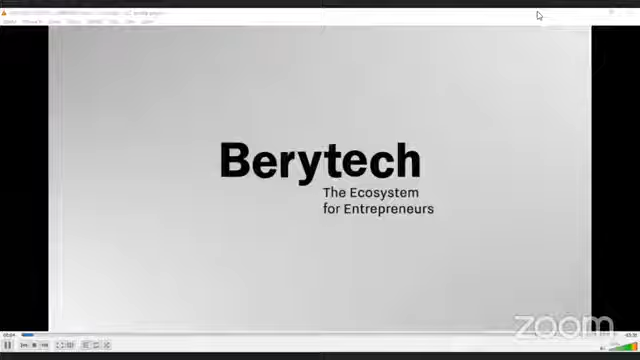 Berytech
The Ecosystem
for Entrepreneurs
zoom